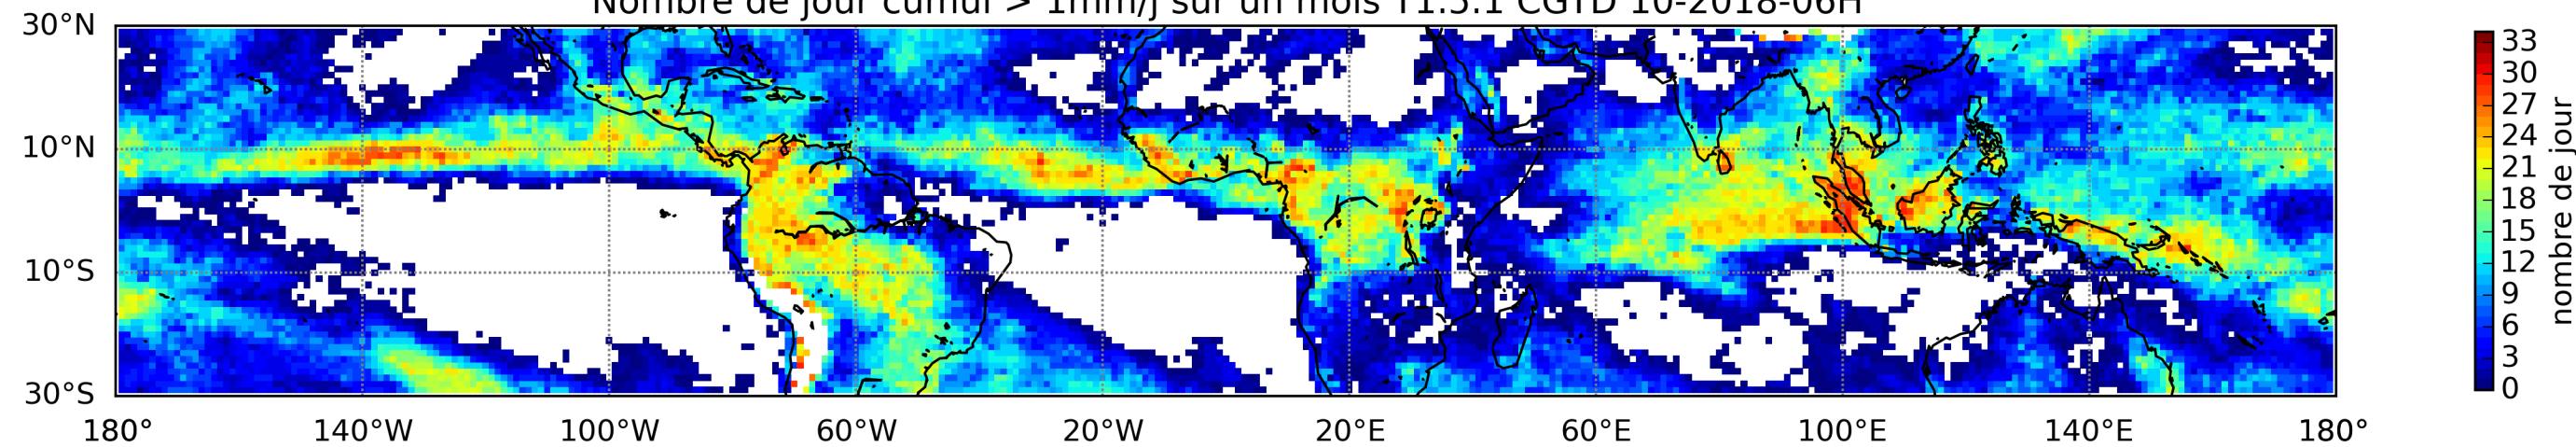 Nombre de jour cumul > 1mm/j sur un mois T1.5.1 CGTD 10-2018-06H
30°N
10°N
10°S
30°S
180°
140°W
100°W
60°W
20°W
20°E
60°E
100°E
140°E
180°
33
30
27
24
21
18
15
12
9
6
3
0
nombre de jour